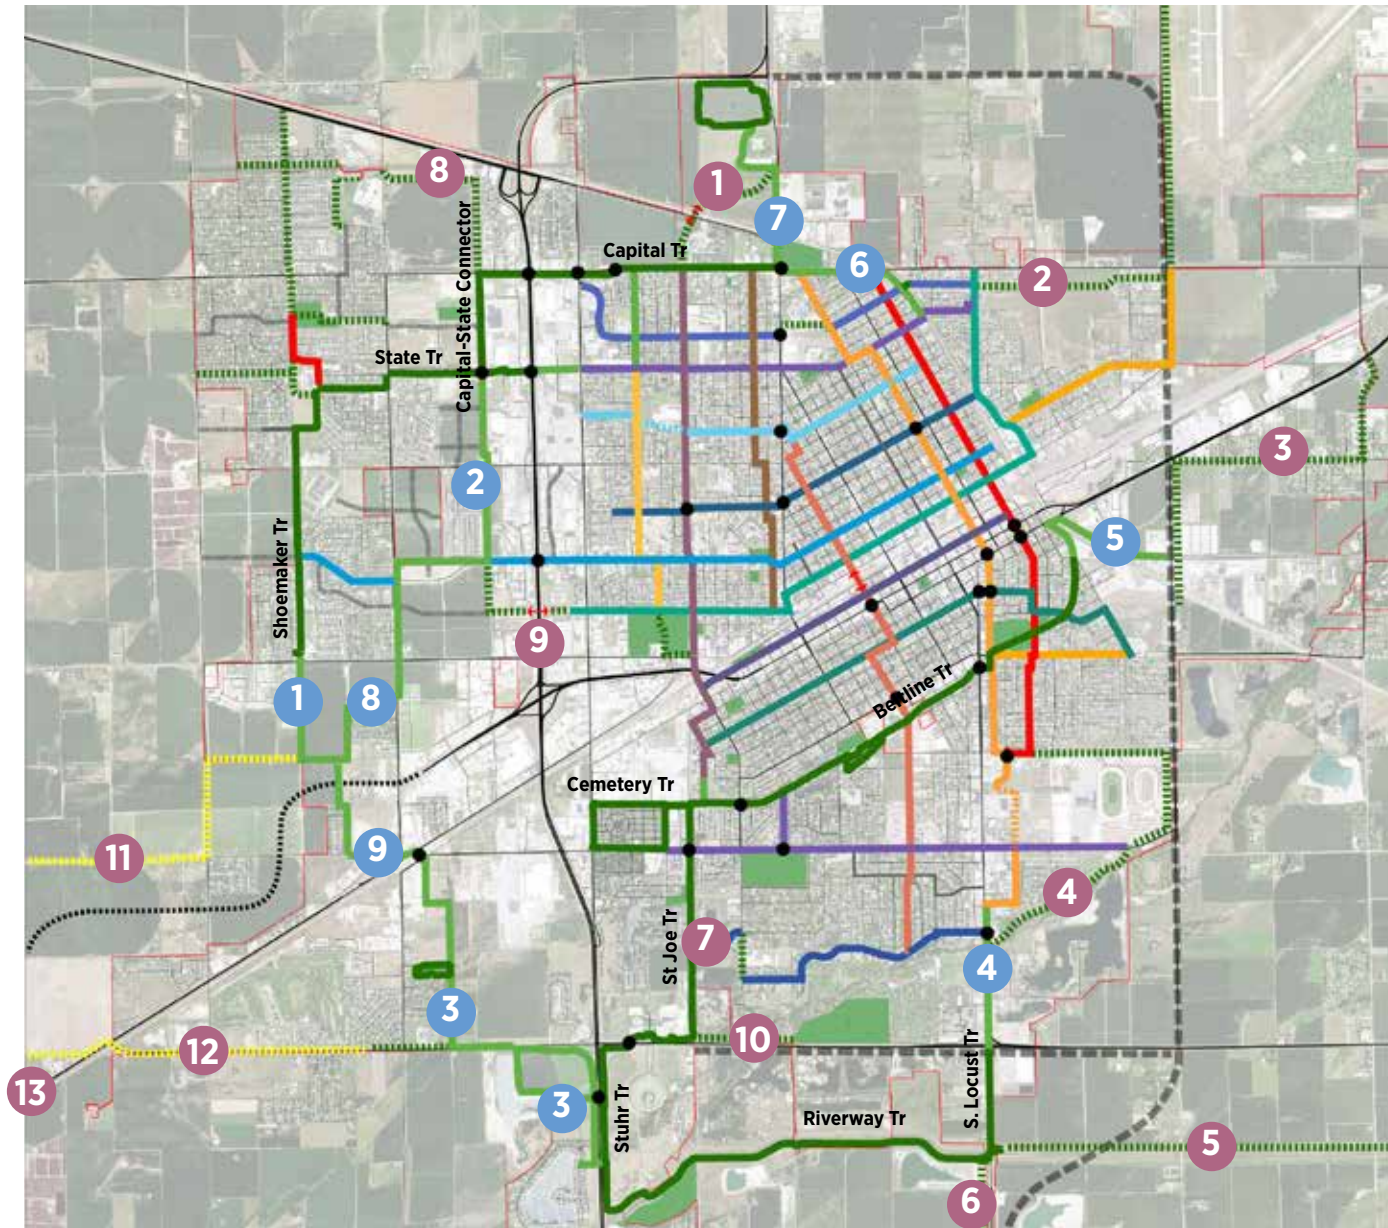 8
1
7
Capital Tr
6
2
Capital-State Connector
State Tr
3
2
5
Shoemaker Tr
9
1
8
Beltline Tr
Cemetery Tr
11
9
4
St Joe Tr
7
4
3
12
10
13
3
Stuhr Tr
S. Locust Tr
Riverway Tr
5
6